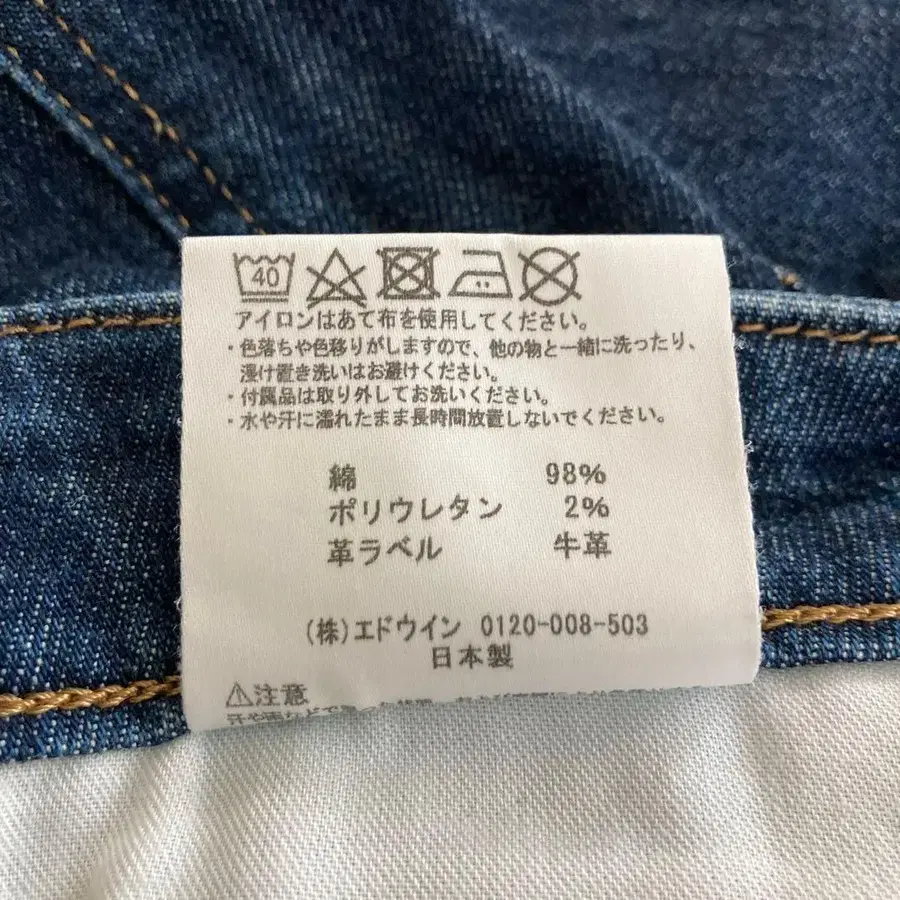 40
アイロンはあて布を使用してください。
・色落ちや色移りがしますので、他の物と一緒に洗ったり、
浸け置き洗いはお避けください。
・付属品は取り外してお洗いください。
・水や汗に濡れたまま長時間放置しないでください。
綿 98%
ポリウレタン 2%
革ラベル 牛革
(株)エドウイン 0120-008-503
日本製
⚠注意
汗や雨などで